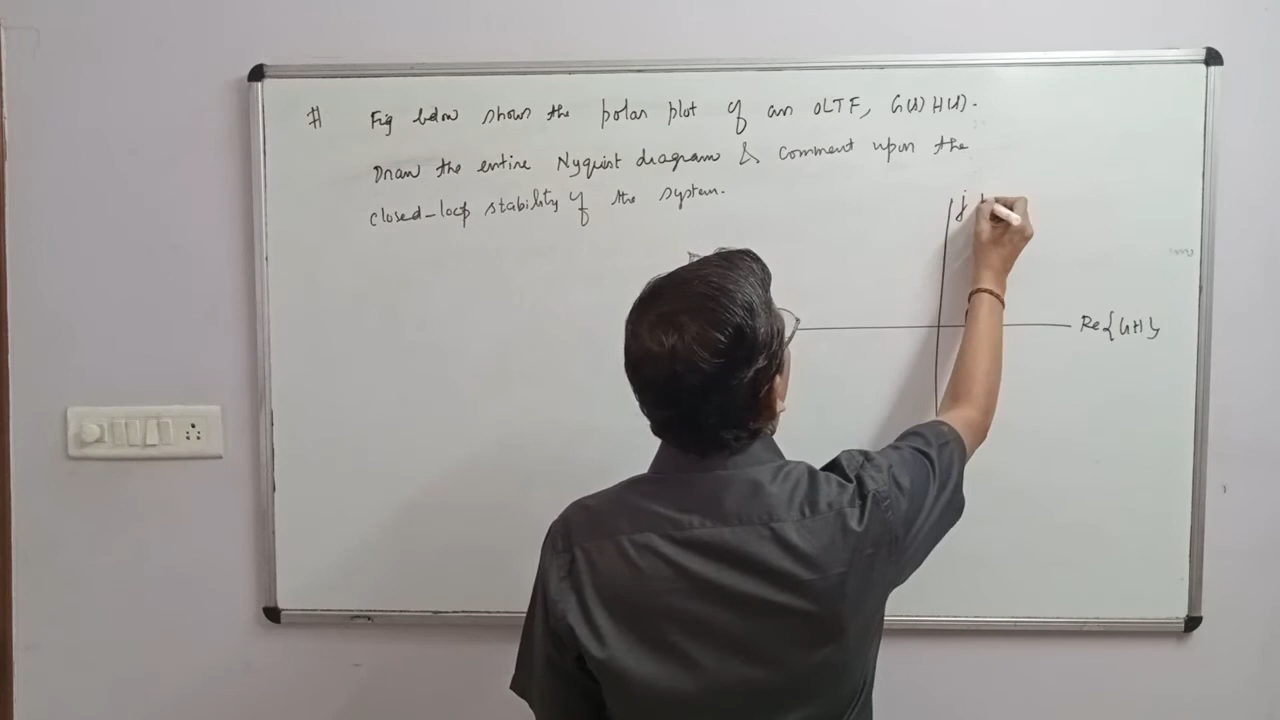 # Fig below shows the polar plot of an OLTF, G(s) H(s).
Draw the entire Nyquist diagram & comment upon the
closed-loop stability of the system.
j
Re{GH}